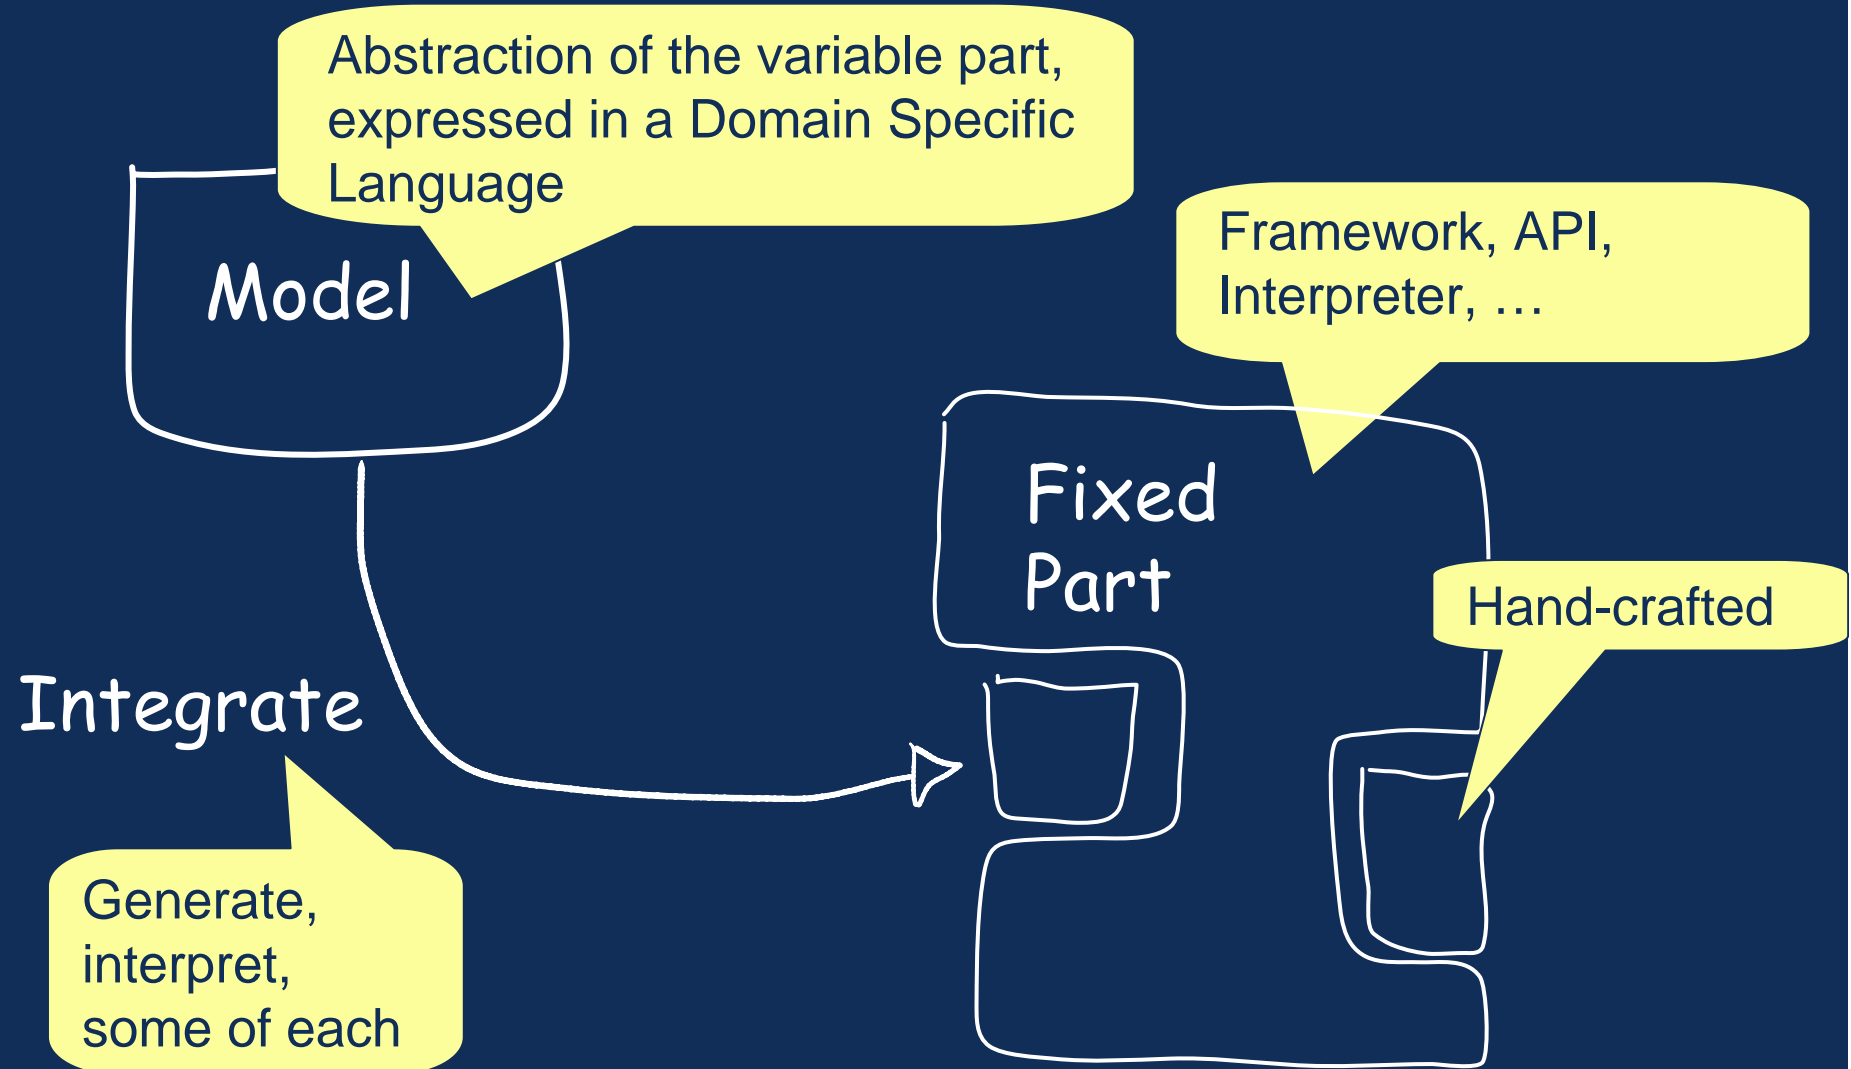 Abstraction of the variable part,
expressed in a Domain Specific
Language
Model
Framework, API,
Interpreter, …
Fixed
Part
Hand-crafted
Integrate
Generate,
interpret,
some of each